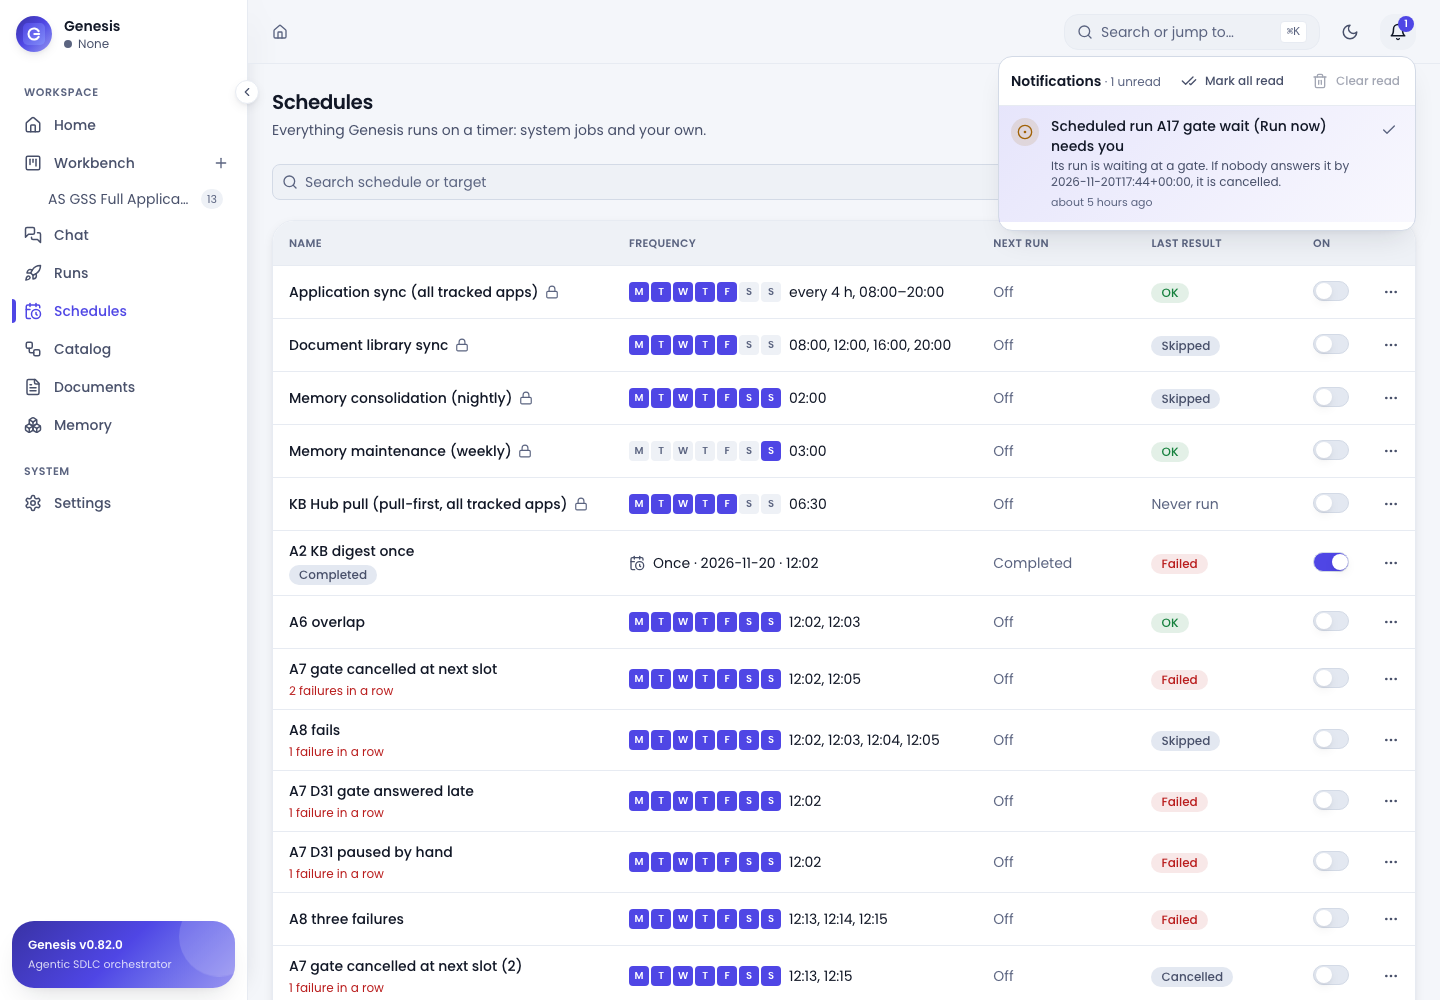 Genesis
None
WORKSPACE
Home
Workbench
AS GSS Full Applica... 13
Chat
Runs
Schedules
Catalog
Documents
Memory
SYSTEM
Settings
Genesis v0.82.0
Agentic SDLC orchestrator
Search or jump to... ⌘K
1
Notifications · 1 unread Mark all read Clear read
Scheduled run A17 gate wait (Run now)
needs you
Its run is waiting at a gate. If nobody answers it by
2026-11-20T17:44+00:00, it is cancelled.
about 5 hours ago
Schedules
Everything Genesis runs on a timer: system jobs and your own.
Search schedule or target
NAME FREQUENCY NEXT RUN LAST RESULT ON
Application sync (all tracked apps) M T W T F S S every 4 h, 08:00–20:00 Off OK
Document library sync M T W T F S S 08:00, 12:00, 16:00, 20:00 Off Skipped
Memory consolidation (nightly) M T W T F S S 02:00 Off Skipped
Memory maintenance (weekly) M T W T F S S 03:00 Off OK
KB Hub pull (pull-first, all tracked apps) M T W T F S S 06:30 Off Never run
A2 KB digest once Once · 2026-11-20 · 12:02 Completed Failed
Completed
A6 overlap M T W T F S S 12:02, 12:03 Off OK
A7 gate cancelled at next slot M T W T F S S 12:02, 12:05 Off Failed
2 failures in a row
A8 fails M T W T F S S 12:02, 12:03, 12:04, 12:05 Off Skipped
1 failure in a row
A7 D31 gate answered late M T W T F S S 12:02 Off Failed
1 failure in a row
A7 D31 paused by hand M T W T F S S 12:02 Off Failed
1 failure in a row
A8 three failures M T W T F S S 12:13, 12:14, 12:15 Off Failed
A7 gate cancelled at next slot (2) M T W T F S S 12:13, 12:15 Off Cancelled
1 failure in a row